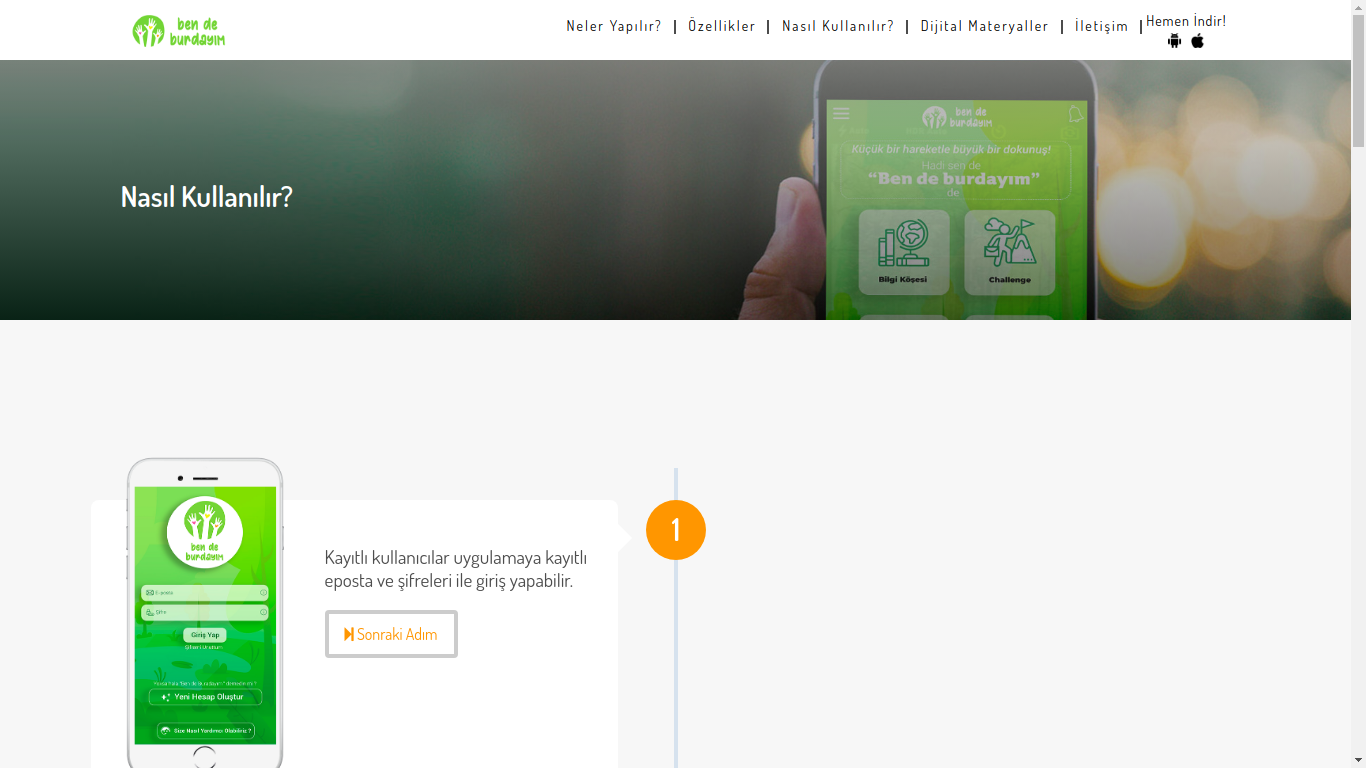 ben de
burdayım
Neler Yapılır? | Özellikler | Nasıl Kullanılır? | Dijital Materyaller | İletişim | Hemen İndir!
Nasıl Kullanılır?
ben de
burdayım
Küçük bir hareketle büyük bir dokunuş!
Hadi sen de
“Ben de burdayım”
de
Bilgi Köşesi
Challenge
ben de
burdayım
E-posta
Şifre
Giriş Yap
Şifremi Unuttum
Yeni Hesap Oluştur
Size Nasıl Yardımcı Olabiliriz ?
Kayıtlı kullanıcılar uygulamaya kayıtlı
eposta ve şifreleri ile giriş yapabilir.
Sonraki Adım
1